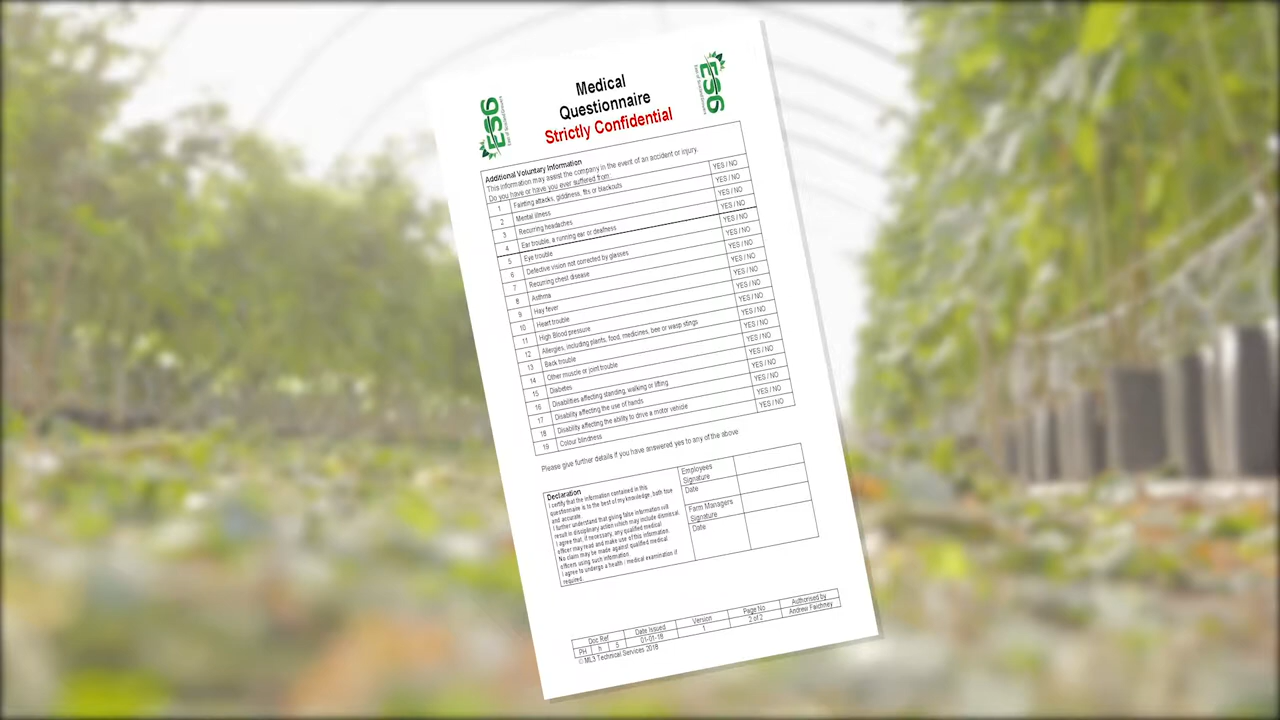 ES6
ES6
Medical
Questionnaire
Strictly Confidential
Additional Voluntary Information
This information may assist the company in the event of an accident or injury.
Do you have or have you ever suffered from:
1 Fainting attacks, giddiness, fits or blackouts YES / NO
2 Mental illness YES / NO
3 Recurring headaches YES / NO
4 Ear trouble, a running ear or deafness YES / NO
5 Eye trouble YES / NO
6 Defective vision not corrected by glasses YES / NO
7 Recurring chest disease YES / NO
8 Asthma YES / NO
9 Hay fever YES / NO
10 Heart trouble YES / NO
11 High Blood pressure YES / NO
12 Allergies, including plants, food, medicines, bee or wasp stings YES / NO
13 Back trouble YES / NO
14 Other muscle or joint trouble YES / NO
15 Diabetes YES / NO
16 Disabilities affecting standing, walking or lifting YES / NO
17 Disability affecting the use of hands YES / NO
18 Disability affecting the ability to drive a motor vehicle YES / NO
19 Colour blindness YES / NO
Please give further details if you have answered yes to any of the above
Declaration
I certify that the information contained in this
questionnaire is to the best of my knowledge, both true
and accurate.
I further understand that giving false information will
result in disciplinary action which may include dismissal.
I agree that, if necessary, any qualified medical
officer may read and make use of this information.
No claim may be made against qualified medical
officers using such information.
I agree to undergo a health / medical examination if
required.
Employees
Signature
Date
Farm Managers
Signature
Date
Doc Ref Date Issued Version Page No Authorised by
PH h 5 01-01-18 1 2 of 2 Andrew Faichney
© ML3 Technical Services 2018